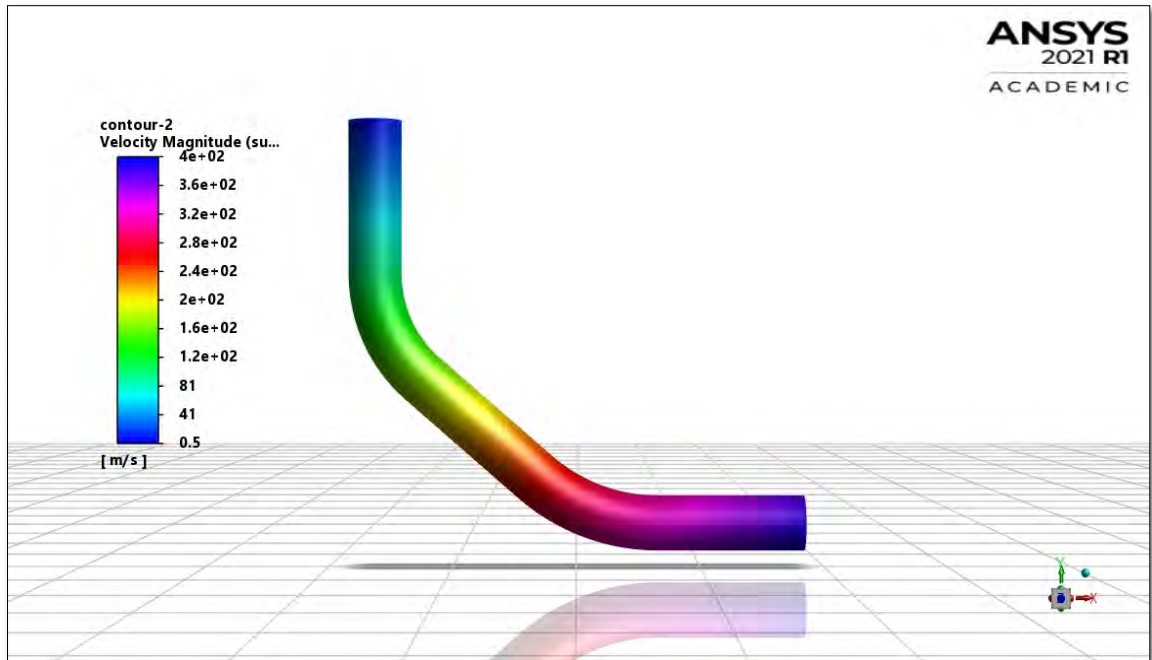 ANSYS
2021 R1
ACADEMIC
contour-2
Velocity Magnitude (su...
4e+02
3.6e+02
3.2e+02
2.8e+02
2.4e+02
2e+02
1.6e+02
1.2e+02
81
41
0.5
[ m/s ]
Y
X